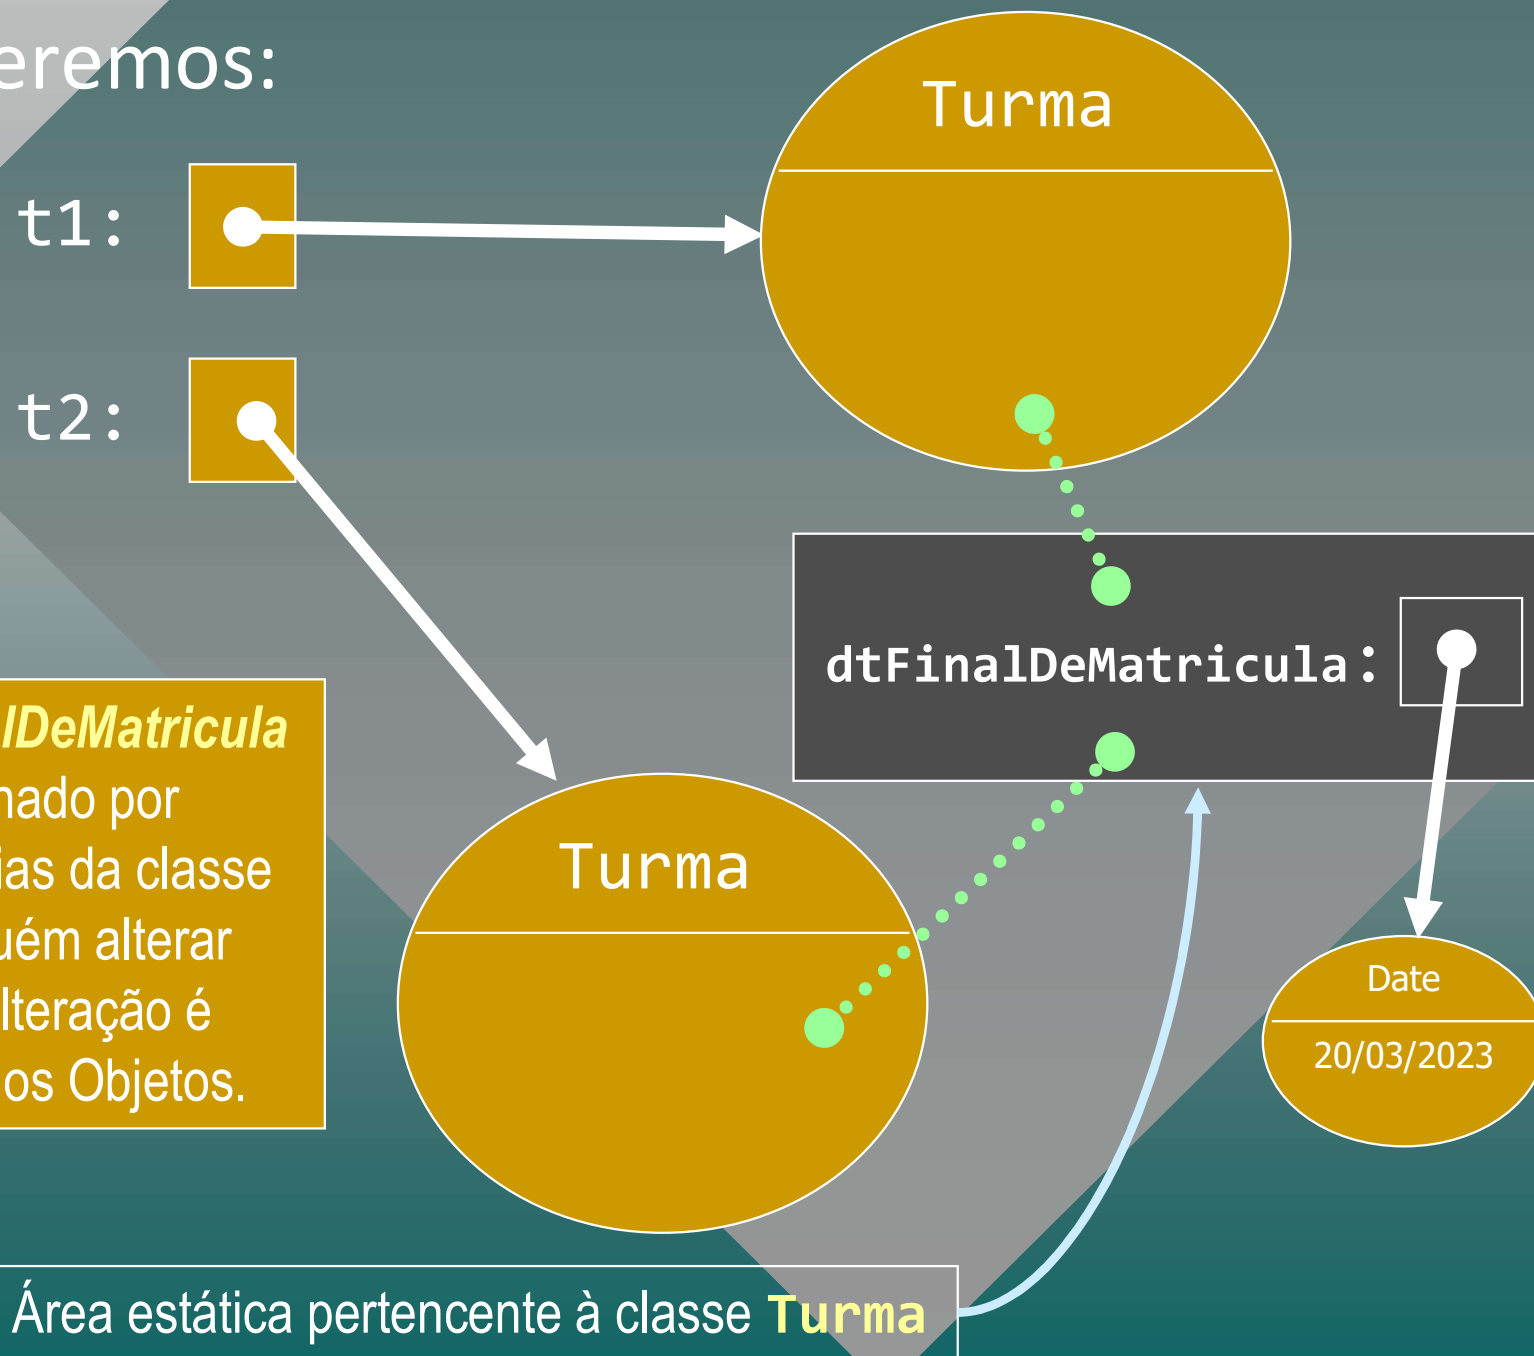 eremos:
Turma
t1:
t2:
dtFinalDeMatricula:
lDeMatricula
nado por
ias da classe
uém alterar
lteração é
os Objetos.
Turma
Date
20/03/2023
Área estática pertencente à classe Turma